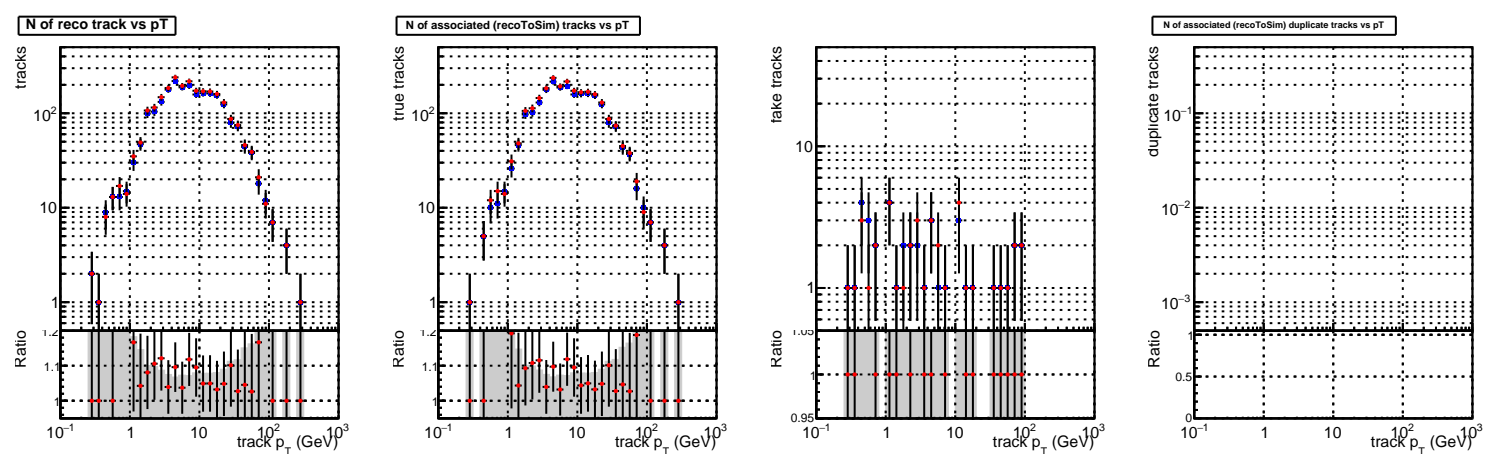 N of reco track vs pT
tracks
10²
10
1
Ratio
1.2
1.1
1
10⁻¹ 1 10 10² 10³
track p_T (GeV)
N of associated (recoToSim) tracks vs pT
true tracks
10²
10
1
Ratio
1.2
1.1
1
10⁻¹ 1 10 10² 10³
track p_T (GeV)
fake tracks
10
1
Ratio
1.05
1
0.95
10⁻¹ 1 10 10² 10³
track p_T (GeV)
N of associated (recoToSim) duplicate tracks vs pT
duplicate tracks
10⁻¹
10⁻²
10⁻³
Ratio
1
0.5
0
10⁻¹ 1 10 10² 10³
track p_T (GeV)